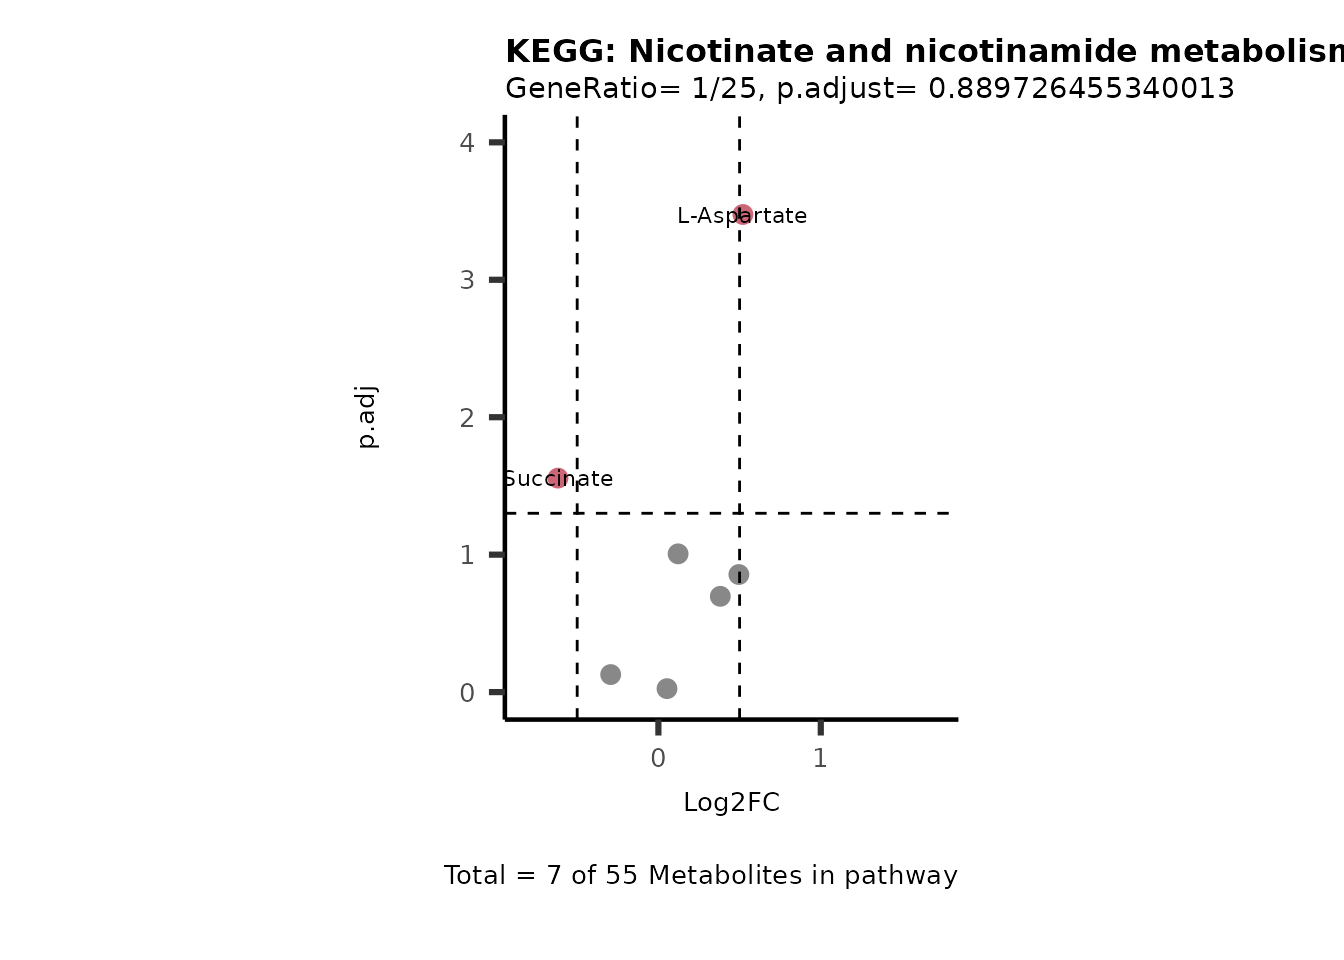 KEGG: Nicotinate and nicotinamide metabolism
GeneRatio= 1/25, p.adjust= 0.889726455340013
4
L-Aspartate
3
p.adj
2
Succinate
1
0
0 1
Log2FC
Total = 7 of 55 Metabolites in pathway